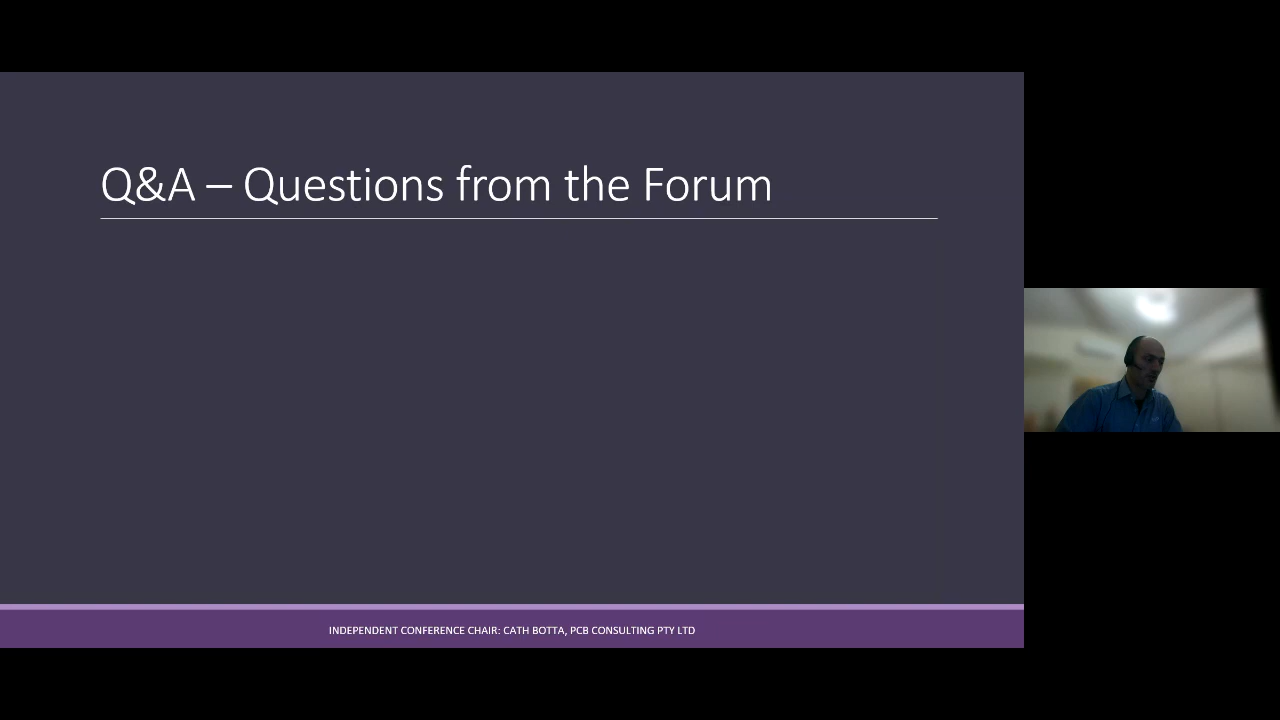 Q&A – Questions from the Forum
INDEPENDENT CONFERENCE CHAIR: CATH BOTTA, PCB CONSULTING PTY LTD